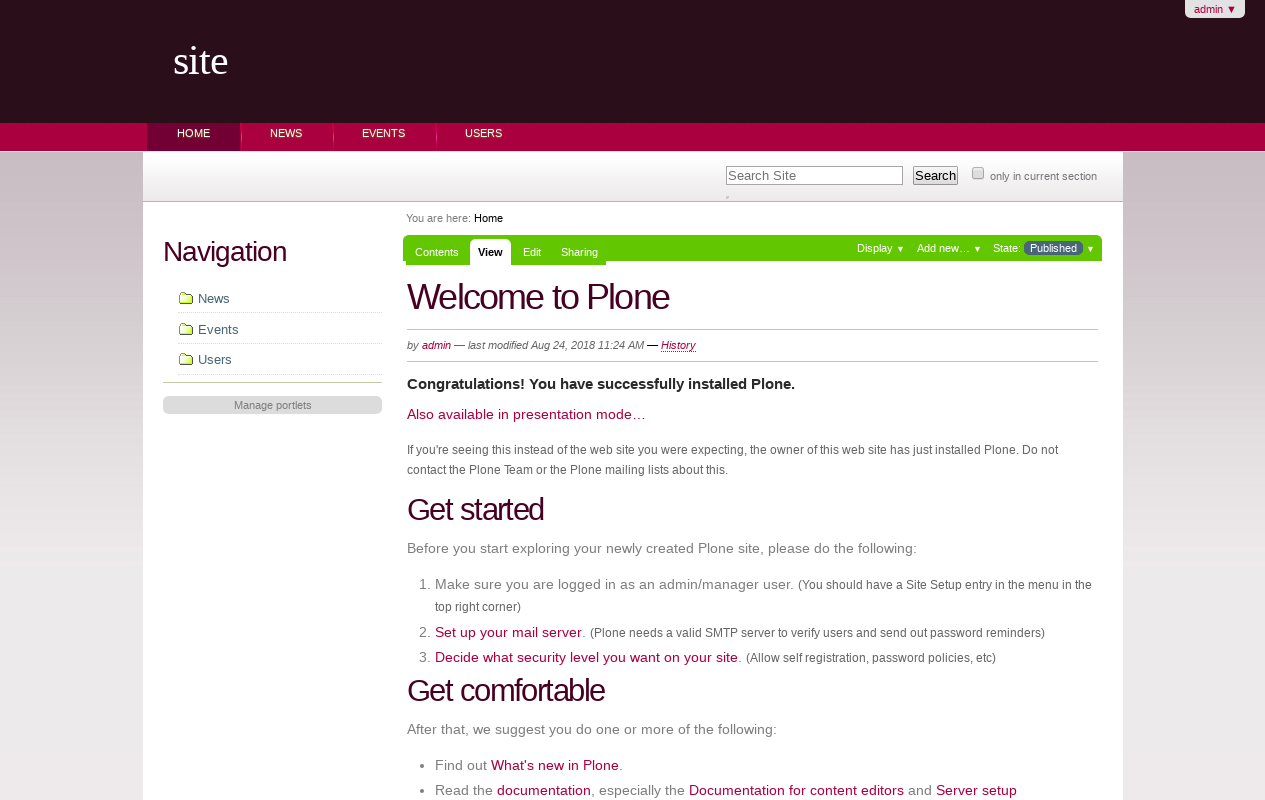 admin ▼
site
HOME
NEWS
EVENTS
USERS
Search Site
Search
only in current section
You are here: Home
Navigation
News
Events
Users
Manage portlets
Contents
View
Edit
Sharing
Display ▼
Add new… ▼
State: Published ▼
Welcome to Plone
by admin — last modified Aug 24, 2018 11:24 AM — History
Congratulations! You have successfully installed Plone.
Also available in presentation mode…
If you're seeing this instead of the web site you were expecting, the owner of this web site has just installed Plone. Do not
contact the Plone Team or the Plone mailing lists about this.
Get started
Before you start exploring your newly created Plone site, please do the following:
1. Make sure you are logged in as an admin/manager user. (You should have a Site Setup entry in the menu in the
top right corner)
2. Set up your mail server. (Plone needs a valid SMTP server to verify users and send out password reminders)
3. Decide what security level you want on your site. (Allow self registration, password policies, etc)
Get comfortable
After that, we suggest you do one or more of the following:
• Find out What's new in Plone.
• Read the documentation, especially the Documentation for content editors and Server setup